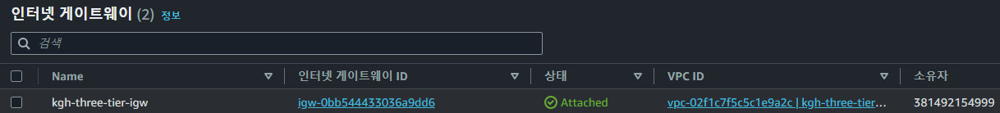 인터넷 게이트웨이 (2) 정보
검색
Name 인터넷 게이트웨이 ID 상태 VPC ID 소유자
kgh-three-tier-igw igw-0bb544433036a9dd6 Attached vpc-02f1c7f5c5c1e9a2c | kgh-three-tier… 381492154999